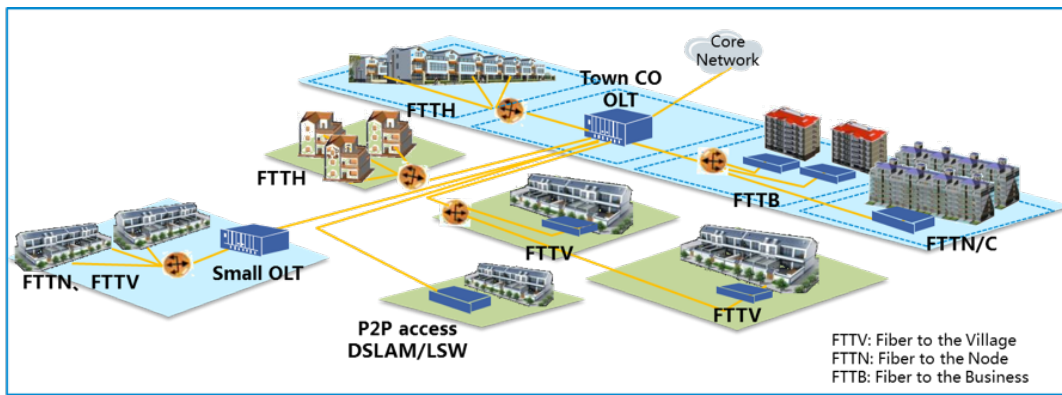 Core
Network
Town CO
OLT
FTTH
FTTH
FTTB
FTTN/C
FTTV
FTTV
Small OLT
FTTN、FTTV
P2P access
DSLAM/LSW
FTTV: Fiber to the Village
FTTN: Fiber to the Node
FTTB: Fiber to the Business